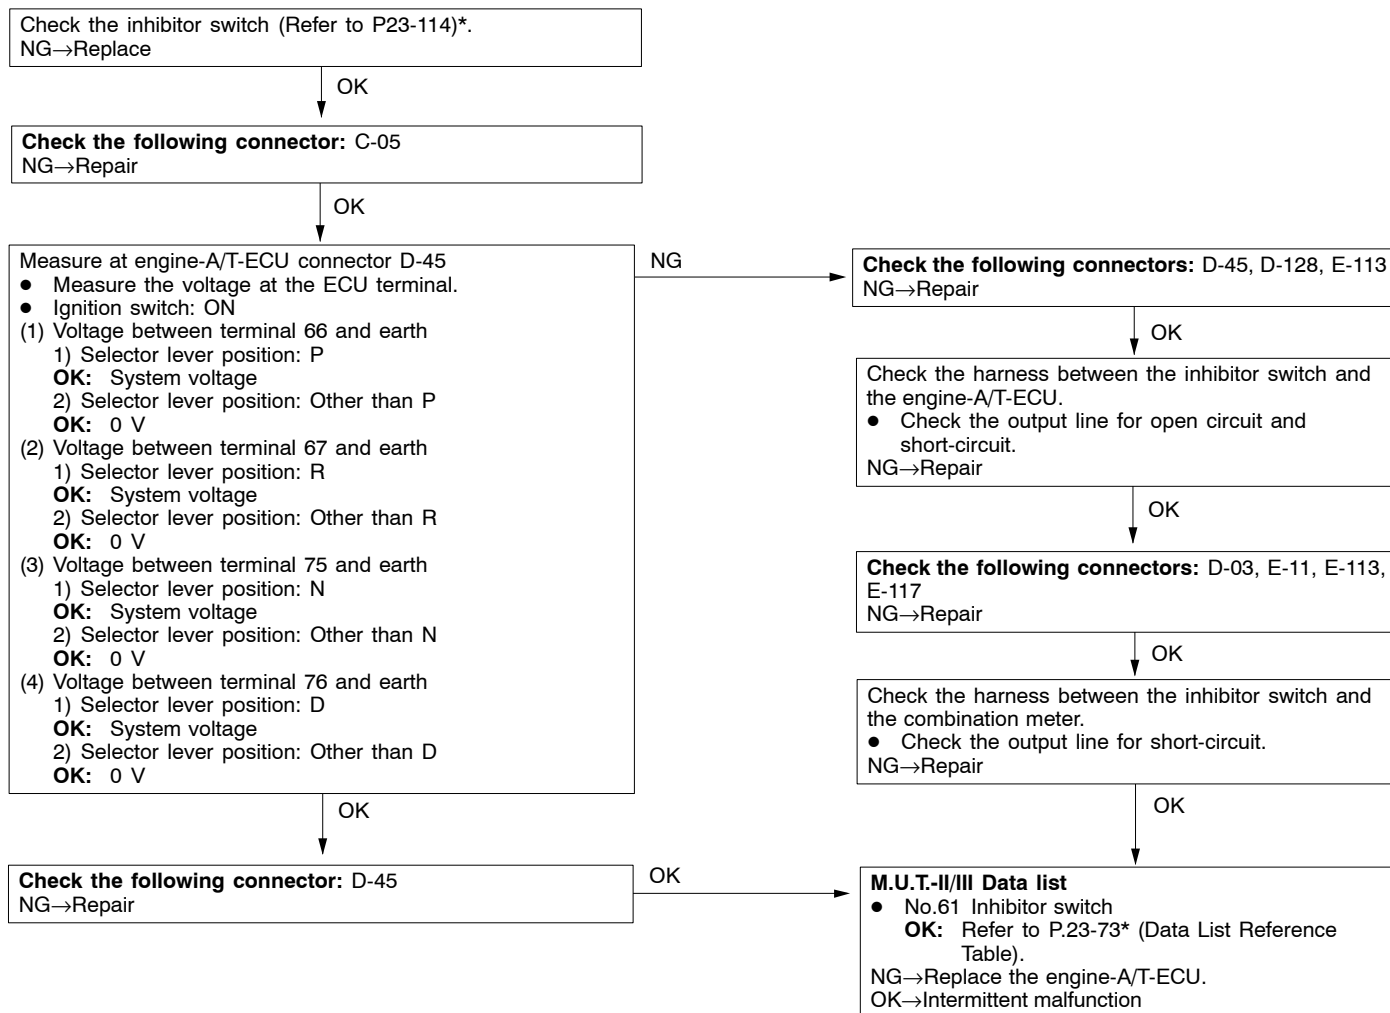 Check the inhibitor switch (Refer to P23-114)*.
NG→Replace
OK
Check the following connector: C-05
NG→Repair
OK
Measure at engine-A/T-ECU connector D-45
● Measure the voltage at the ECU terminal.
● Ignition switch: ON
(1) Voltage between terminal 66 and earth
1) Selector lever position: P
OK: System voltage
2) Selector lever position: Other than P
OK: 0 V
(2) Voltage between terminal 67 and earth
1) Selector lever position: R
OK: System voltage
2) Selector lever position: Other than R
OK: 0 V
(3) Voltage between terminal 75 and earth
1) Selector lever position: N
OK: System voltage
2) Selector lever position: Other than N
OK: 0 V
(4) Voltage between terminal 76 and earth
1) Selector lever position: D
OK: System voltage
2) Selector lever position: Other than D
OK: 0 V
OK
Check the following connector: D-45
NG→Repair
OK
NG
Check the following connectors: D-45, D-128, E-113
NG→Repair
OK
Check the harness between the inhibitor switch and
the engine-A/T-ECU.
● Check the output line for open circuit and
short-circuit.
NG→Repair
OK
Check the following connectors: D-03, E-11, E-113,
E-117
NG→Repair
OK
Check the harness between the inhibitor switch and
the combination meter.
● Check the output line for short-circuit.
NG→Repair
OK
M.U.T.-II/III Data list
● No.61 Inhibitor switch
OK: Refer to P.23-73* (Data List Reference
Table).
NG→Replace the engine-A/T-ECU.
OK→Intermittent malfunction